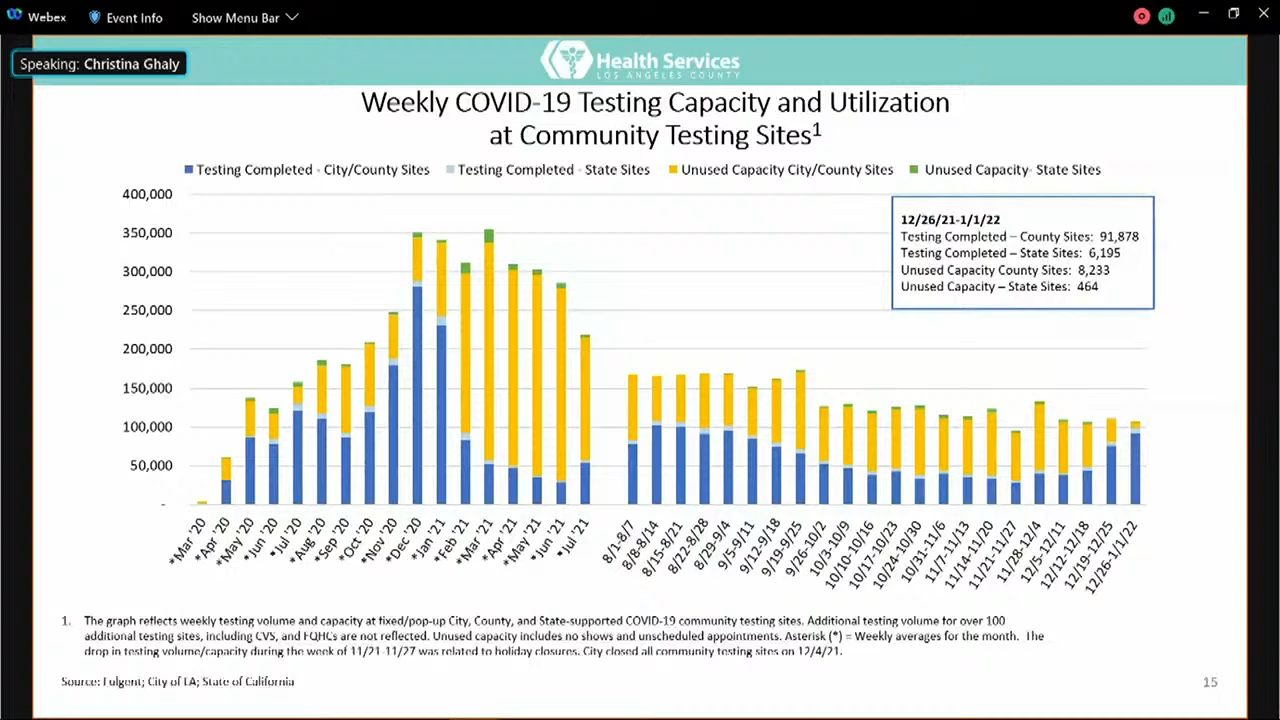 Webex
Event Info
Show Menu Bar
Speaking: Christina Ghaly
Health Services
LOS ANGELES COUNTY
Weekly COVID-19 Testing Capacity and Utilization
at Community Testing Sites1
Testing Completed - City/County Sites
Testing Completed - State Sites
Unused Capacity City/County Sites
Unused Capacity- State Sites
400,000
350,000
300,000
250,000
200,000
150,000
100,000
50,000
-
12/26/21-1/1/22
Testing Completed – County Sites: 91,878
Testing Completed – State Sites: 6,195
Unused Capacity County Sites: 8,233
Unused Capacity – State Sites: 464
*Mar '20
*Apr '20
*May '20
*Jun '20
*Jul '20
*Aug '20
*Sep '20
*Oct '20
*Nov '20
*Dec '20
*Jan '21
*Feb '21
*Mar '21
*Apr '21
*May '21
*Jun '21
*Jul '21
8/1-8/7
8/8-8/14
8/15-8/21
8/22-8/28
8/29-9/4
9/5-9/11
9/12-9/18
9/19-9/25
9/26-10/2
10/3-10/9
10/10-10/16
10/17-10/23
10/24-10/30
10/31-11/6
11/7-11/13
11/14-11/20
11/21-11/27
11/28-12/4
12/5-12/11
12/12-12/18
12/19-12/25
12/26-1/1/22
1. The graph reflects weekly testing volume and capacity at fixed/pop-up City, County, and State-supported COVID-19 community testing sites. Additional testing volume for over 100
additional testing sites, including CVS, and FQHCs are not reflected. Unused capacity includes no shows and unscheduled appointments. Asterisk (*) = Weekly averages for the month. The
drop in testing volume/capacity during the week of 11/21-11/27 was related to holiday closures. City closed all community testing sites on 12/4/21.
Source: Fulgent; City of LA; State of California
15